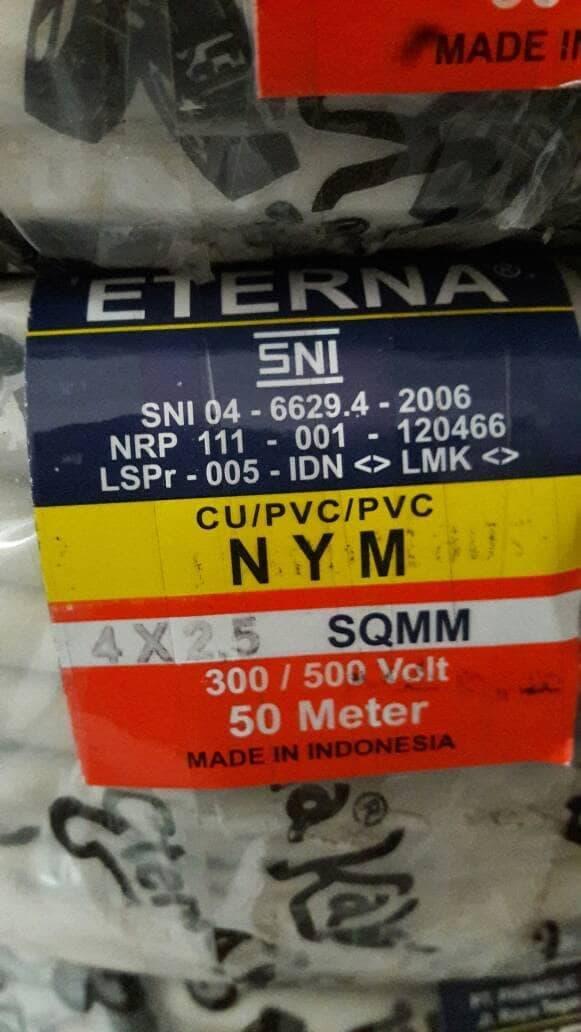 MADE IN
ETERNA®
SNI
SNI 04 - 6629.4 - 2006
NRP 111 - 001 - 120466
LSPr - 005 - IDN <> LMK <>
CU/PVC/PVC
NYM
4 X 2.5 SQMM
300 / 500 Volt
50 Meter
MADE IN INDONESIA